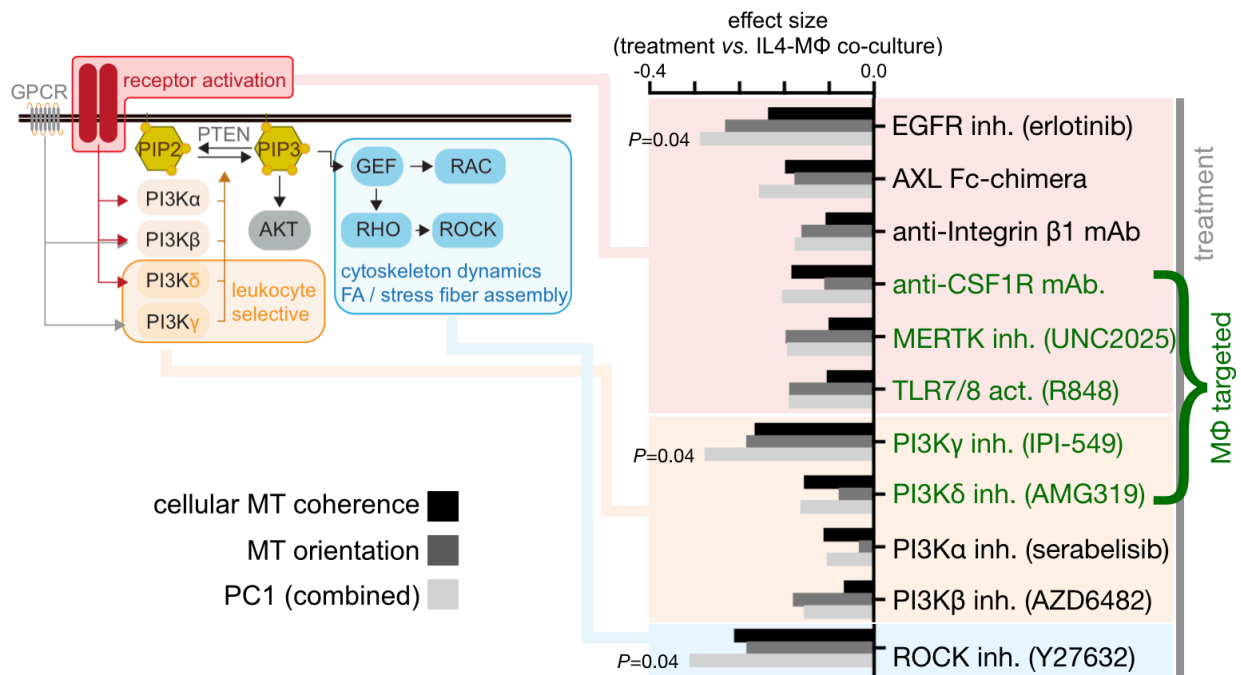 effect size
(treatment vs. IL4-MΦ co-culture)
-0.4
0.0
GPCR
receptor activation
PIP2
PTEN
PIP3
PI3Kα
PI3Kβ
PI3Kδ
PI3Kγ
leukocyte
selective
AKT
GEF
RAC
RHO
ROCK
cytoskeleton dynamics
FA / stress fiber assembly
cellular MT coherence
MT orientation
PC1 (combined)
P=0.04
EGFR inh. (erlotinib)
AXL Fc-chimera
anti-Integrin β1 mAb
anti-CSF1R mAb.
MERTK inh. (UNC2025)
TLR7/8 act. (R848)
P=0.04
PI3Kγ inh. (IPI-549)
PI3Kδ inh. (AMG319)
PI3Kα inh. (serabelisib)
PI3Kβ inh. (AZD6482)
P=0.04
ROCK inh. (Y27632)
treatment
MΦ targeted